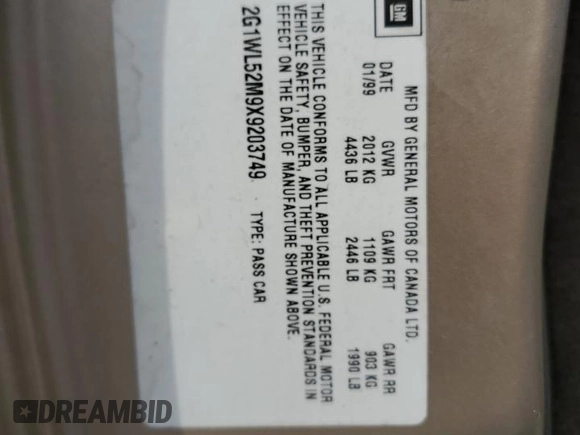 GM
MFD BY GENERAL MOTORS OF CANADA LTD.
DATE GVWR GAWR FRT GAWR RR
01/99 2012 KG 1109 KG 903 KG
4436 LB 2446 LB 1990 LB
THIS VEHICLE CONFORMS TO ALL APPLICABLE U.S. FEDERAL MOTOR
VEHICLE SAFETY, BUMPER, AND THEFT PREVENTION STANDARDS IN
EFFECT ON THE DATE OF MANUFACTURE SHOWN ABOVE.
2G1WL52M9X9203749 TYPE: PASS CAR
DREAMBID